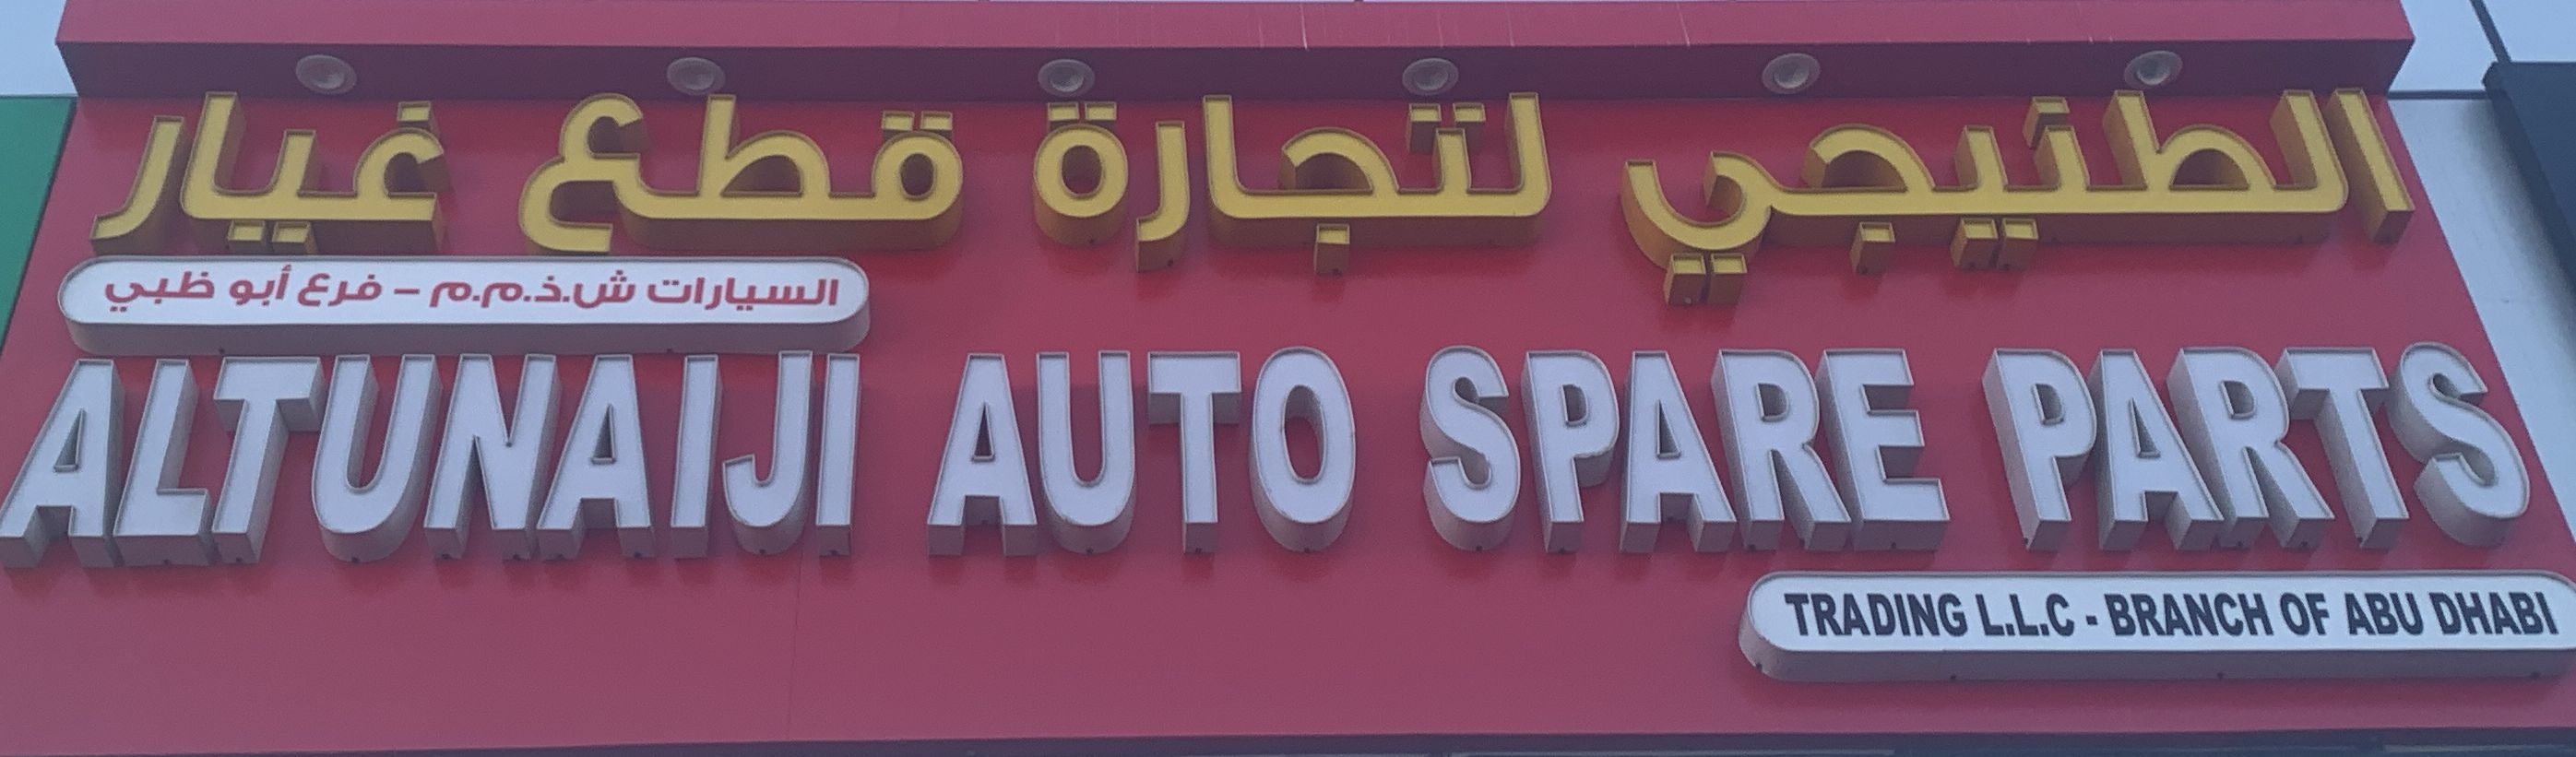 الطنيجي لتجارة قطع غيار
السيارات ش.ذ.م.م – فرع أبو ظبي
ALTUNAIJI AUTO SPARE PARTS
TRADING L.L.C - BRANCH OF ABU DHABI